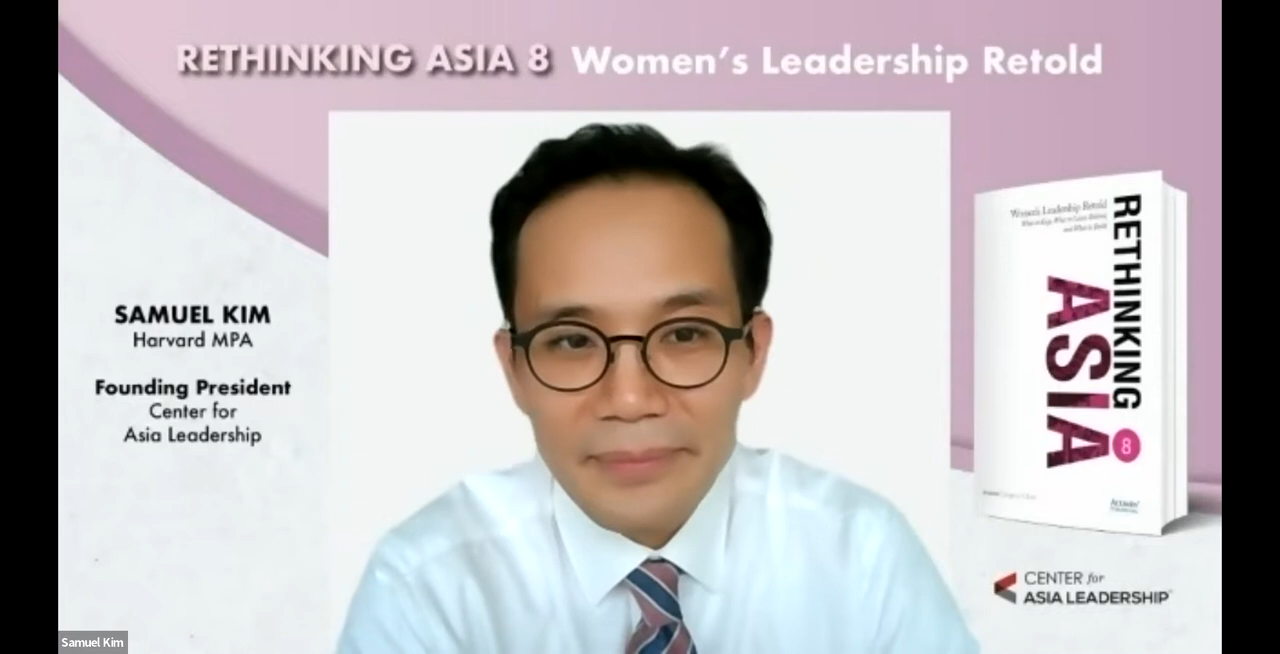 RETHINKING ASIA 8 Women's Leadership Retold
SAMUEL KIM
Harvard MPA
Founding President
Center for
Asia Leadership
Women's Leadership Retold
RETHINKING
ASIA
8
CENTER for
ASIA LEADERSHIP
Samuel Kim